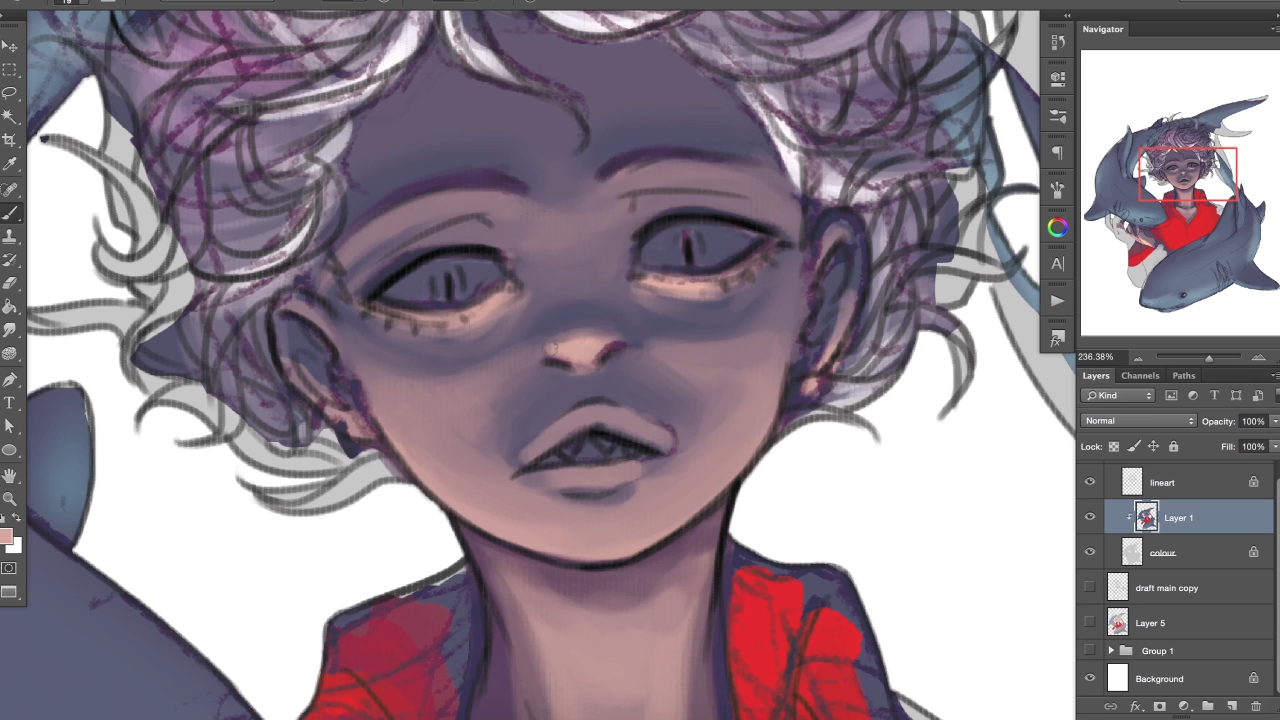 19
Navigator
236.38%
Layers Channels Paths
Kind
Normal Opacity: 100%
Lock: Fill: 100%
lineart
Layer 1
colour
draft main copy
Layer 5
Group 1
Background